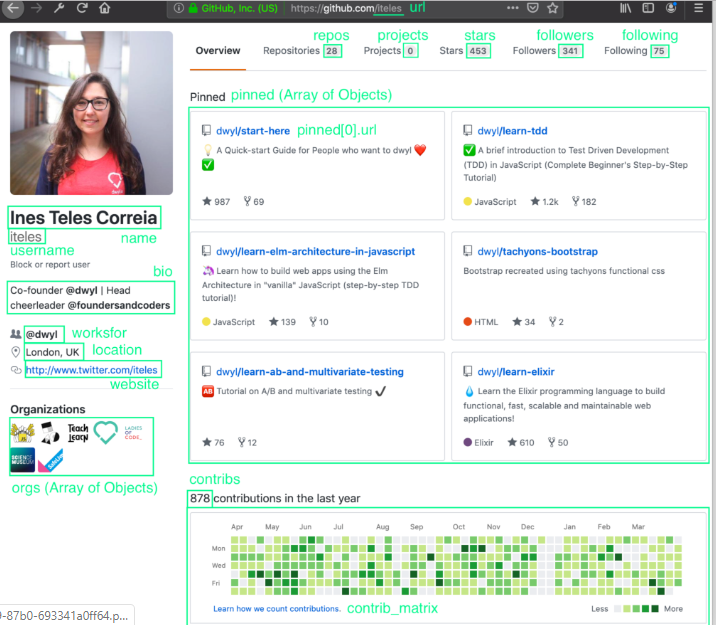 GitHub, Inc. (US)
https://github.com/iteles url
repos projects stars followers following
Overview Repositories 28 Projects 0 Stars 453 Followers 341 Following 75
Pinned pinned (Array of Objects)
dwyl/start-here pinned[0].url
A Quick-start Guide for People who want to dwyl
987 69
dwyl/learn-tdd
A brief introduction to Test Driven Development
(TDD) in JavaScript (Complete Beginner's Step-by-Step
Tutorial)
JavaScript 1.2k 182
dwyl/learn-elm-architecture-in-javascript
Learn how to build web apps using the Elm
Architecture in "vanilla" JavaScript (step-by-step TDD
tutorial)!
JavaScript 139 10
dwyl/tachyons-bootstrap
Bootstrap recreated using tachyons functional css
HTML 34 2
dwyl/learn-ab-and-multivariate-testing
AB Tutorial on A/B and multivariate testing
76 12
dwyl/learn-elixir
Learn the Elixir programming language to build
functional, fast, scalable and maintainable web
applications!
Elixir 610 50
Ines Teles Correia
iteles name
username
Block or report user
bio
Co-founder @dwyl | Head
cheerleader @foundersandcoders
@dwyl worksfor
London, UK location
http://www.twitter.com/iteles
website
Organizations
Teach
Learn
LADIES
OF
CODE_
SCIENCE
MUSEUM
orgs (Array of Objects)
contribs
878 contributions in the last year
Apr May Jun Jul Aug Sep Oct Nov Dec Jan Feb Mar
Mon
Wed
Fri
Learn how we count contributions. contrib_matrix
Less More
9-87b0-693341a0ff64.p...